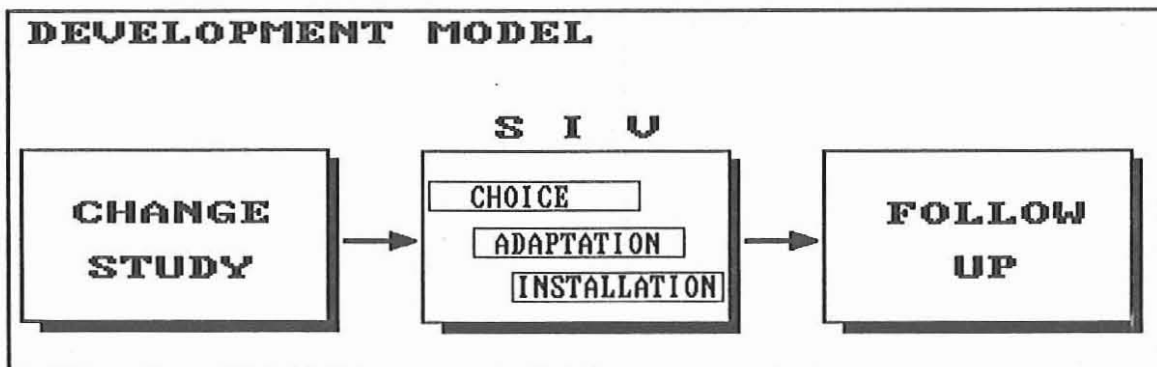 DEVELOPMENT MODEL
S I V
CHANGE
STUDY
CHOICE
ADAPTATION
INSTALLATION
FOLLOW
UP